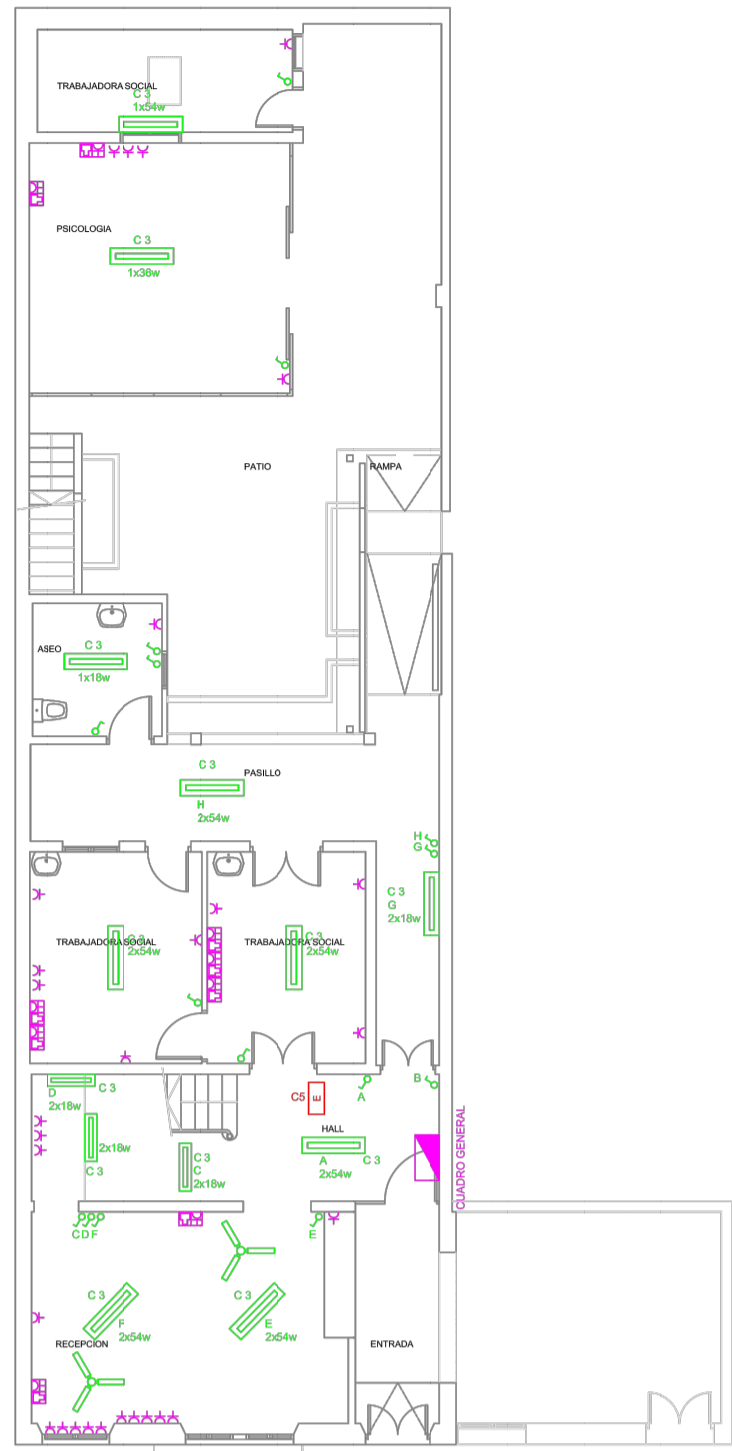 TRABAJADORA SOCIAL
C 3
1x54w
PSICOLOGIA
C 3
1x36w
PATIO
RAMPA
ASEO
C 3
1x18w
C 3
PASILLO
H
2x54w
H
G
C 3
G
2x18w
TRABAJADORA SOCIAL
C 3
2x54w
TRABAJADORA SOCIAL
C 3
2x54w
D
C 3
2x18w
2x18w
C 3
C 3
C
2x18w
C5
E
HALL
A
C 3
2x54w
A
B
CUADRO GENERAL
C D F
E
C 3
F
2x54w
C 3
E
2x54w
RECEPCION
ENTRADA